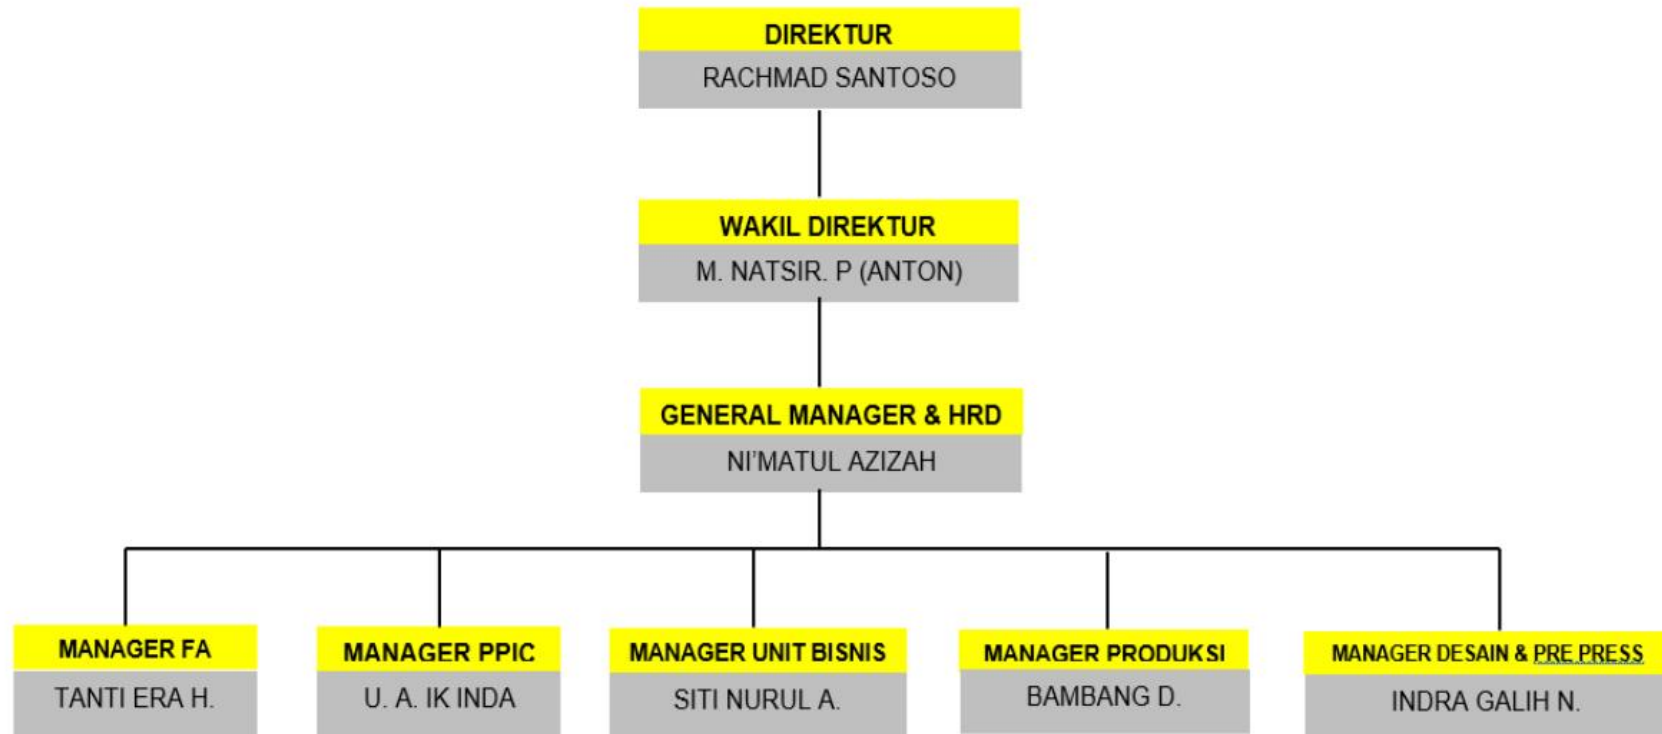 DIREKTUR
RACHMAD SANTOSO
WAKIL DIREKTUR
M. NATSIR. P (ANTON)
GENERAL MANAGER & HRD
NI'MATUL AZIZAH
MANAGER FA
TANTI ERA H.
MANAGER PPIC
U. A. IK INDA
MANAGER UNIT BISNIS
SITI NURUL A.
MANAGER PRODUKSI
BAMBANG D.
MANAGER DESAIN & PRE PRESS
INDRA GALIH N.